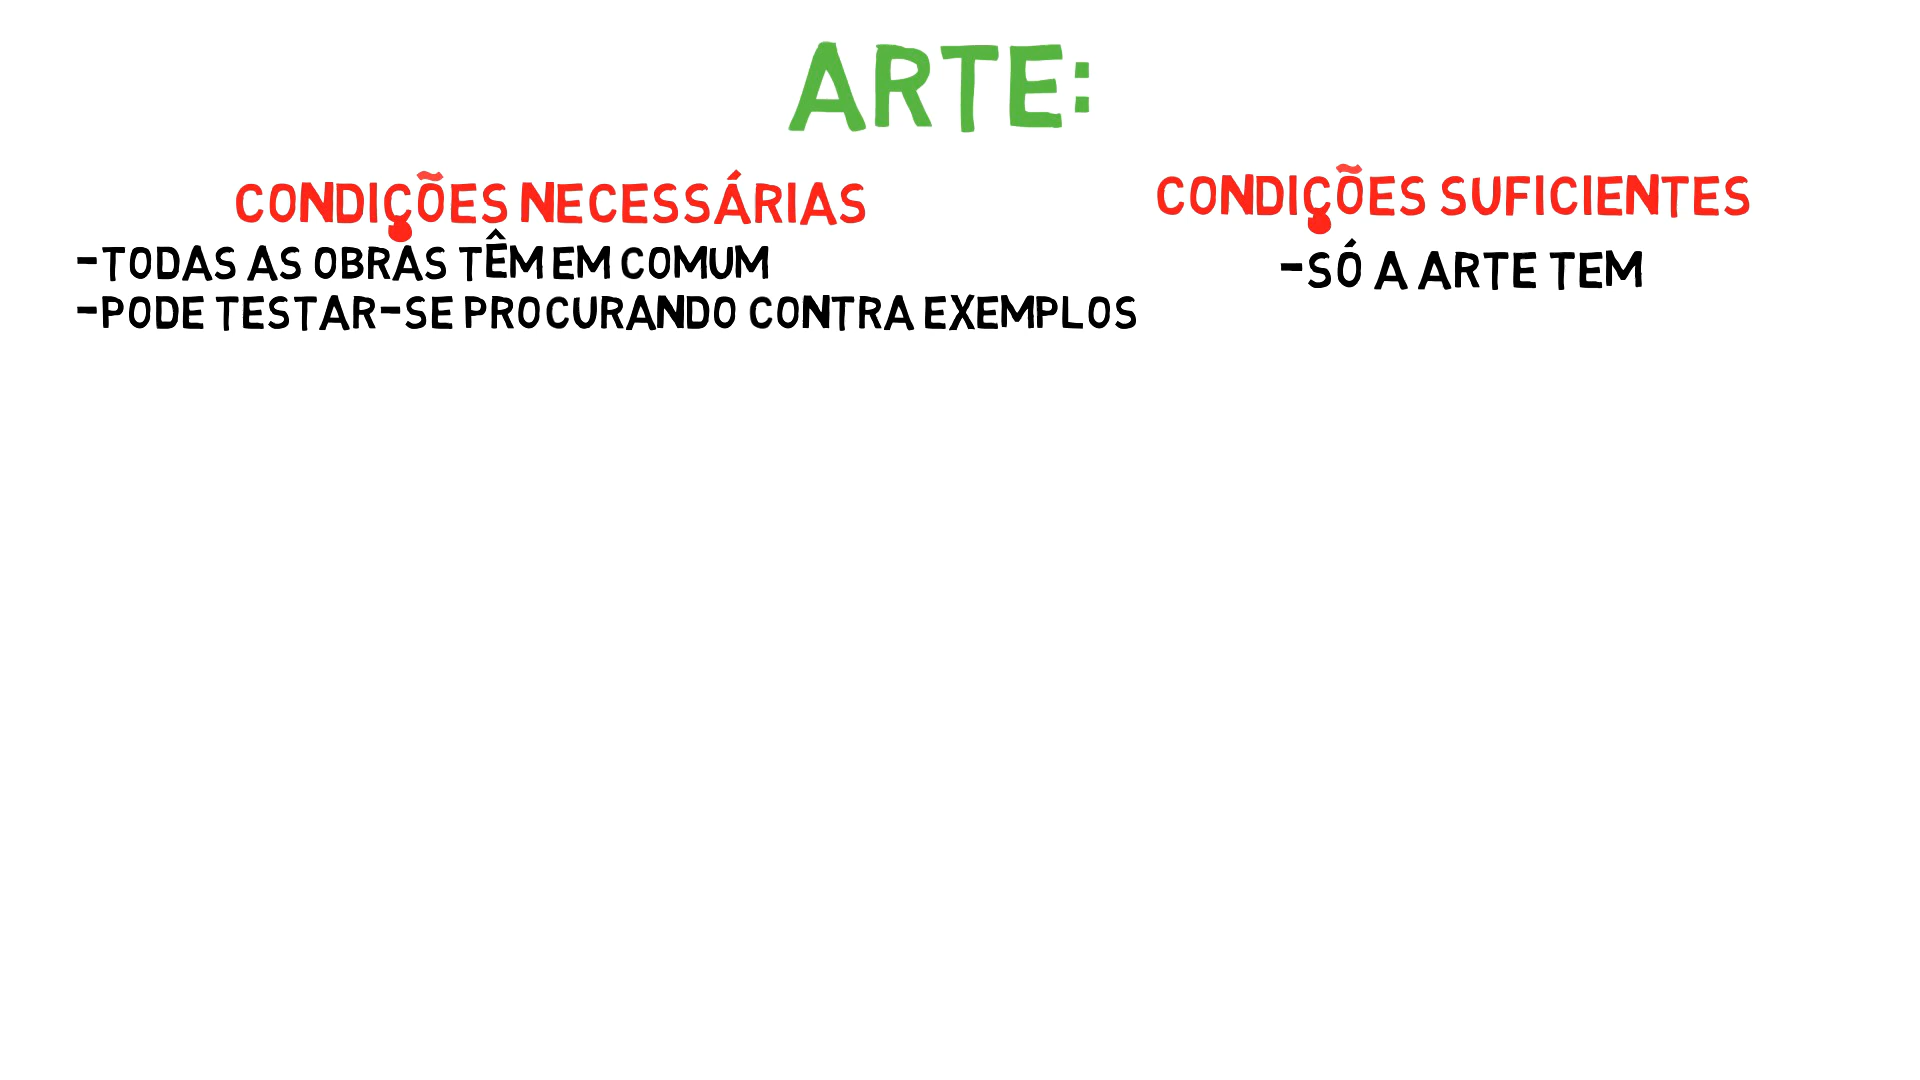 ARTE:
CONDIÇÕES NECESSÁRIAS
-TODAS AS OBRAS TÊM EM COMUM
-PODE TESTAR-SE PROCURANDO CONTRA EXEMPLOS
CONDIÇÕES SUFICIENTES
-SÓ A ARTE TEM